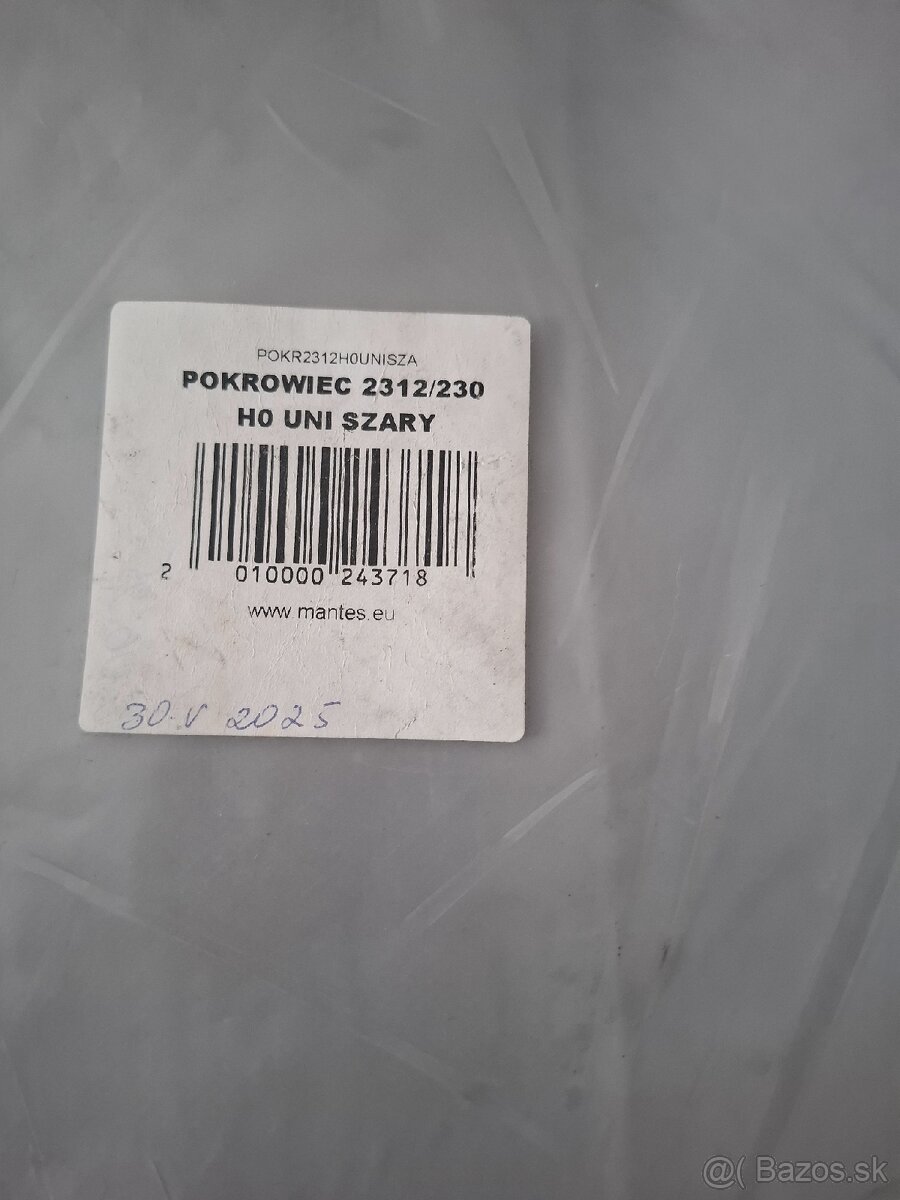 POKR2312H0UNISZA
POKROWIEC 2312/230
H0 UNI SZARY
2 010000 243718
www.mantes.eu
30.V 2025
@( Bazos.sk